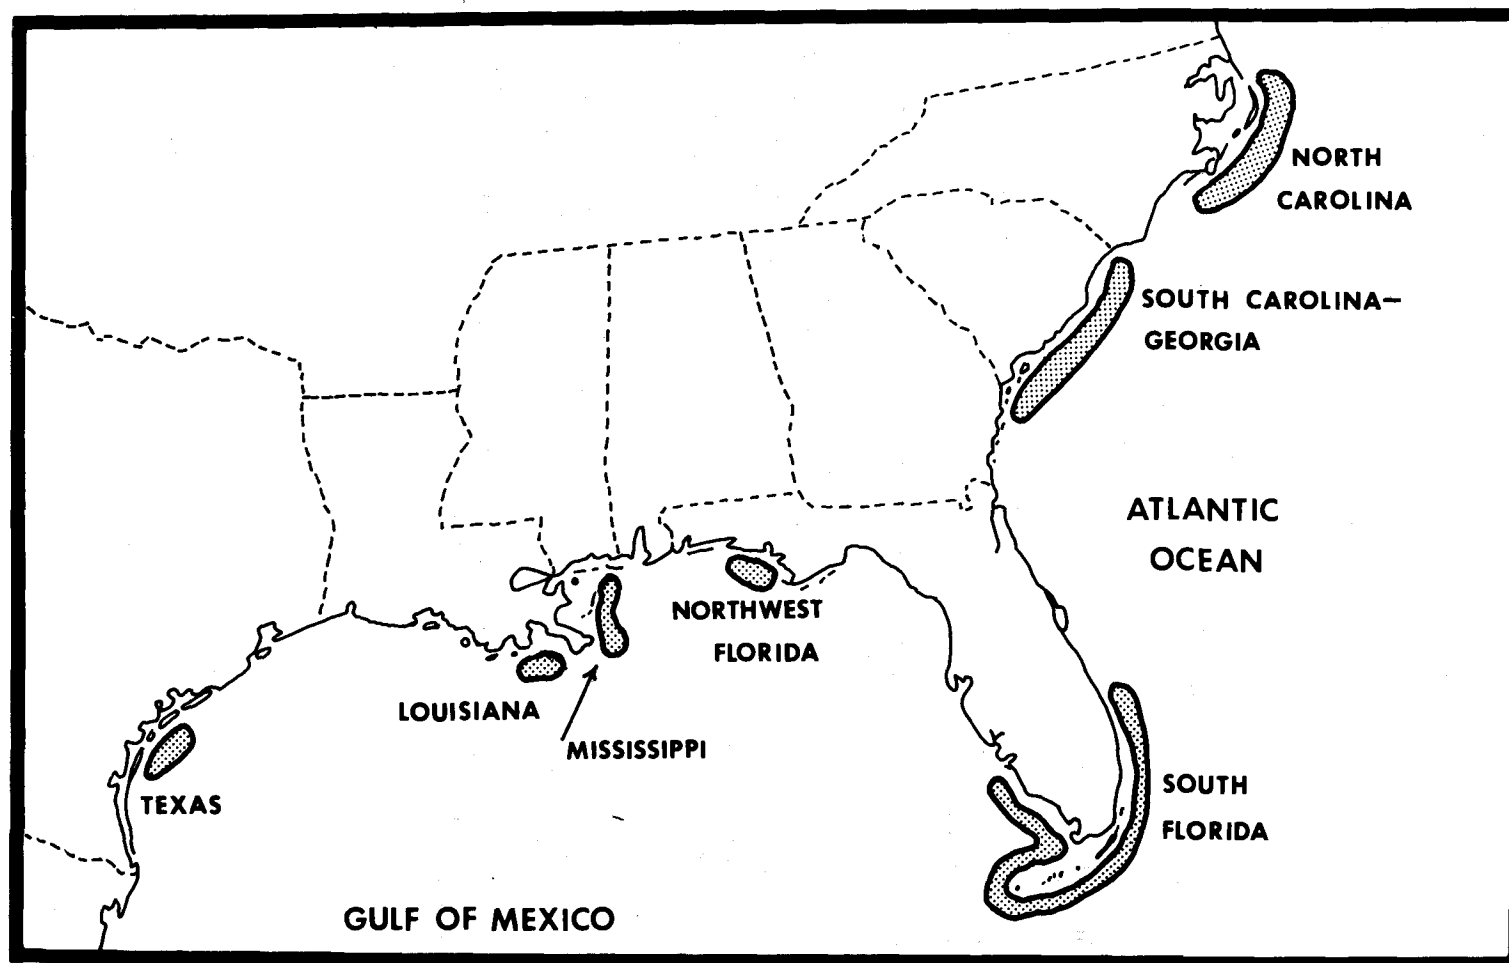 NORTH
CAROLINA
SOUTH CAROLINA—
GEORGIA
ATLANTIC
OCEAN
NORTHWEST
FLORIDA
LOUISIANA
MISSISSIPPI
TEXAS
SOUTH
FLORIDA
GULF OF MEXICO